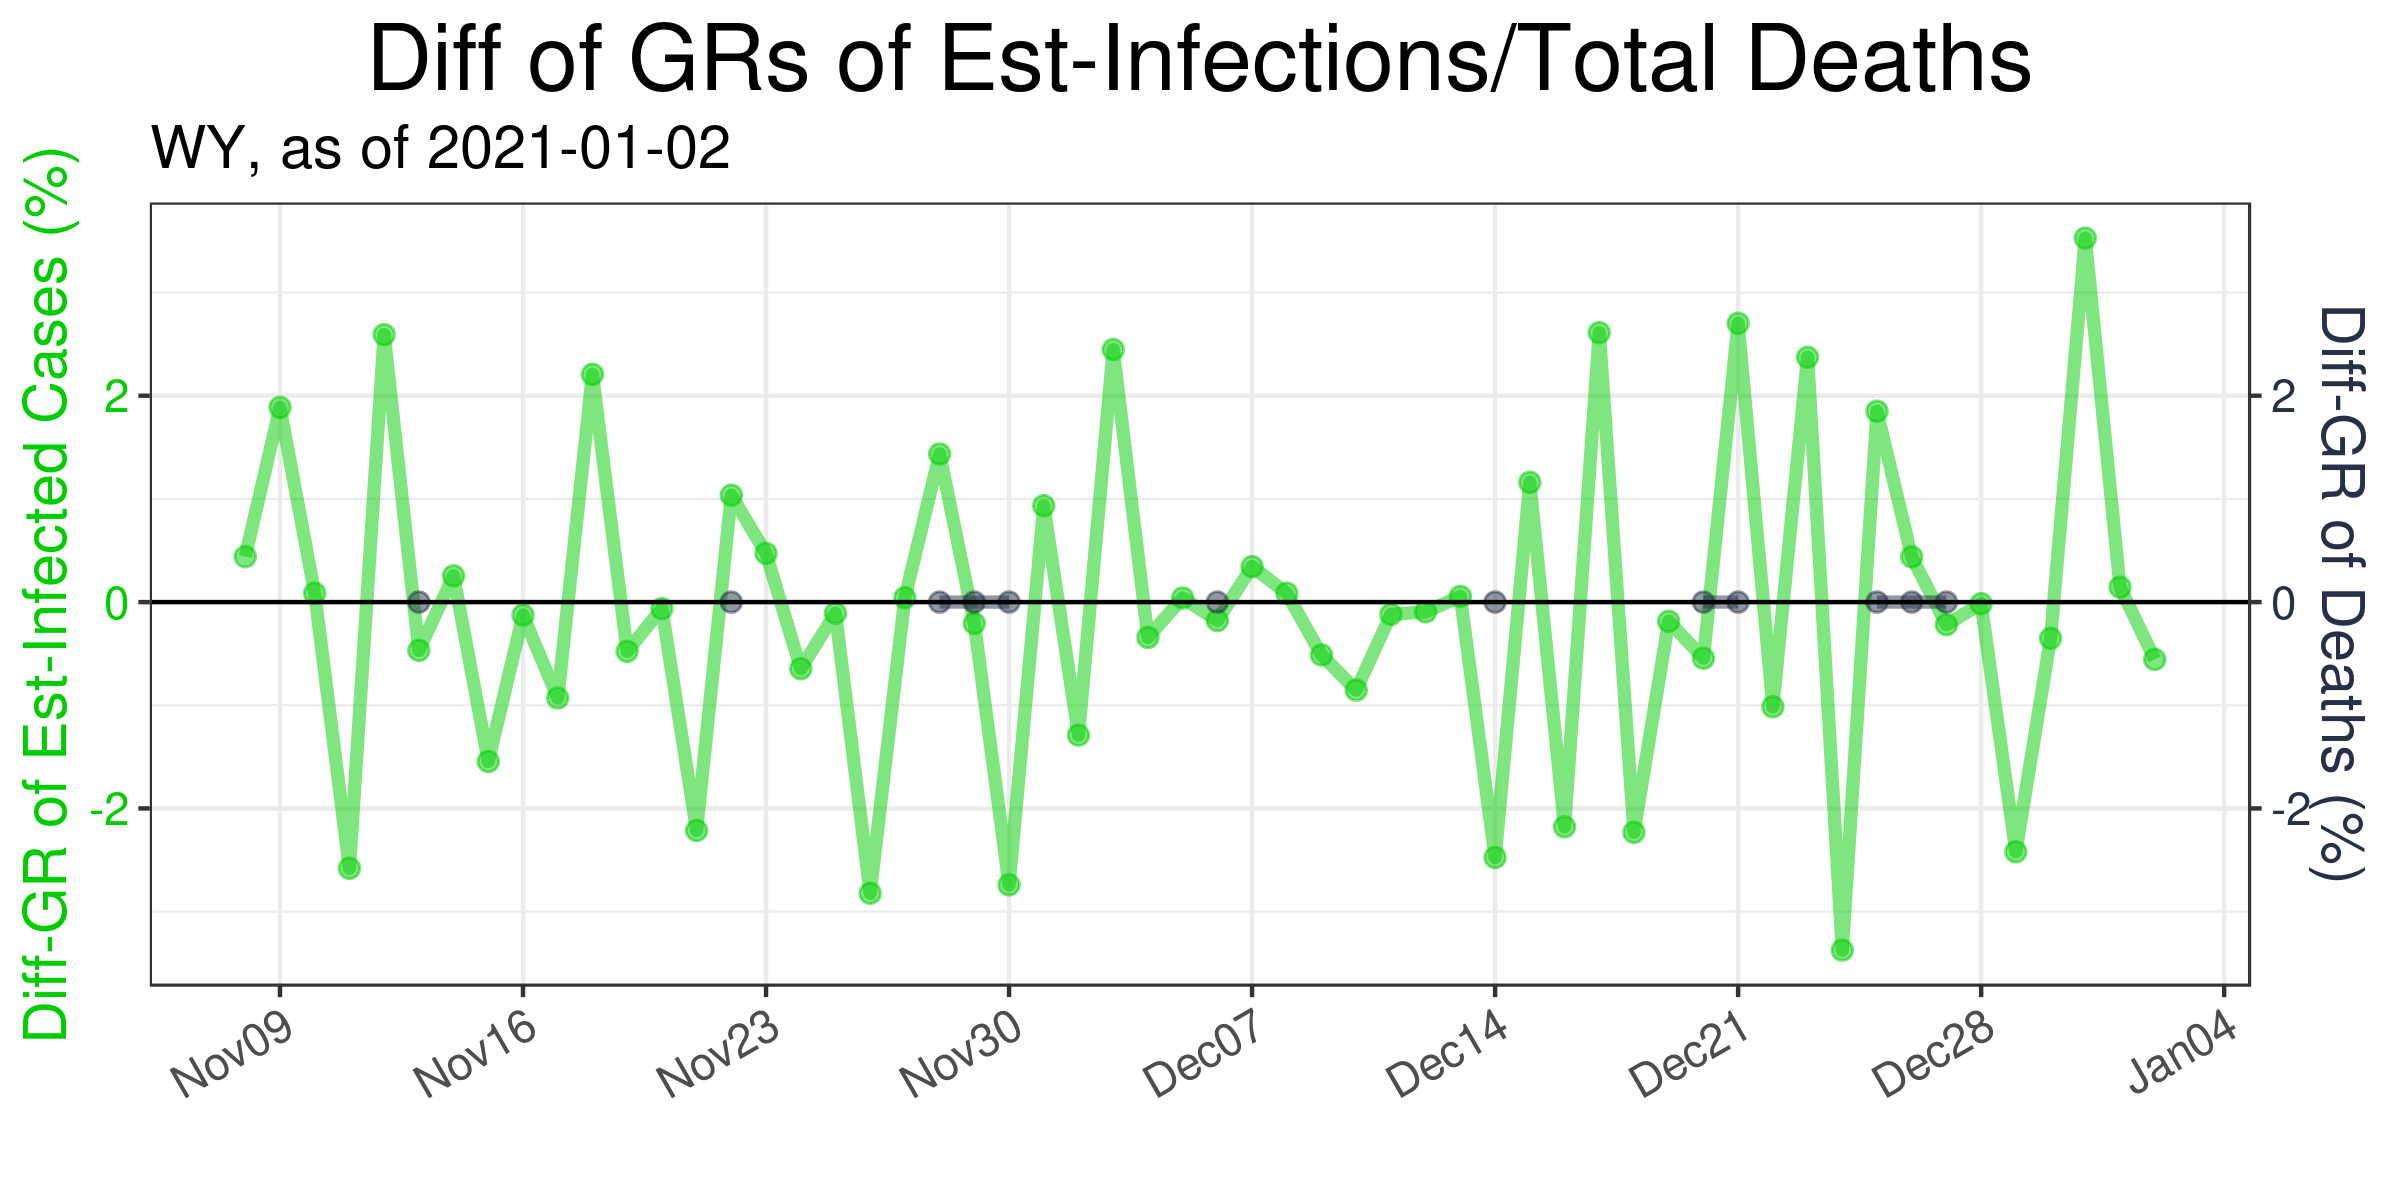 Diff of GRs of Est-Infections/Total Deaths
WY, as of 2021-01-02
Diff-GR of Est-Infected Cases (%)
2
0
-2
2
0
-2
Diff-GR of Deaths (%)
Nov09
Nov16
Nov23
Nov30
Dec07
Dec14
Dec21
Dec28
Jan04